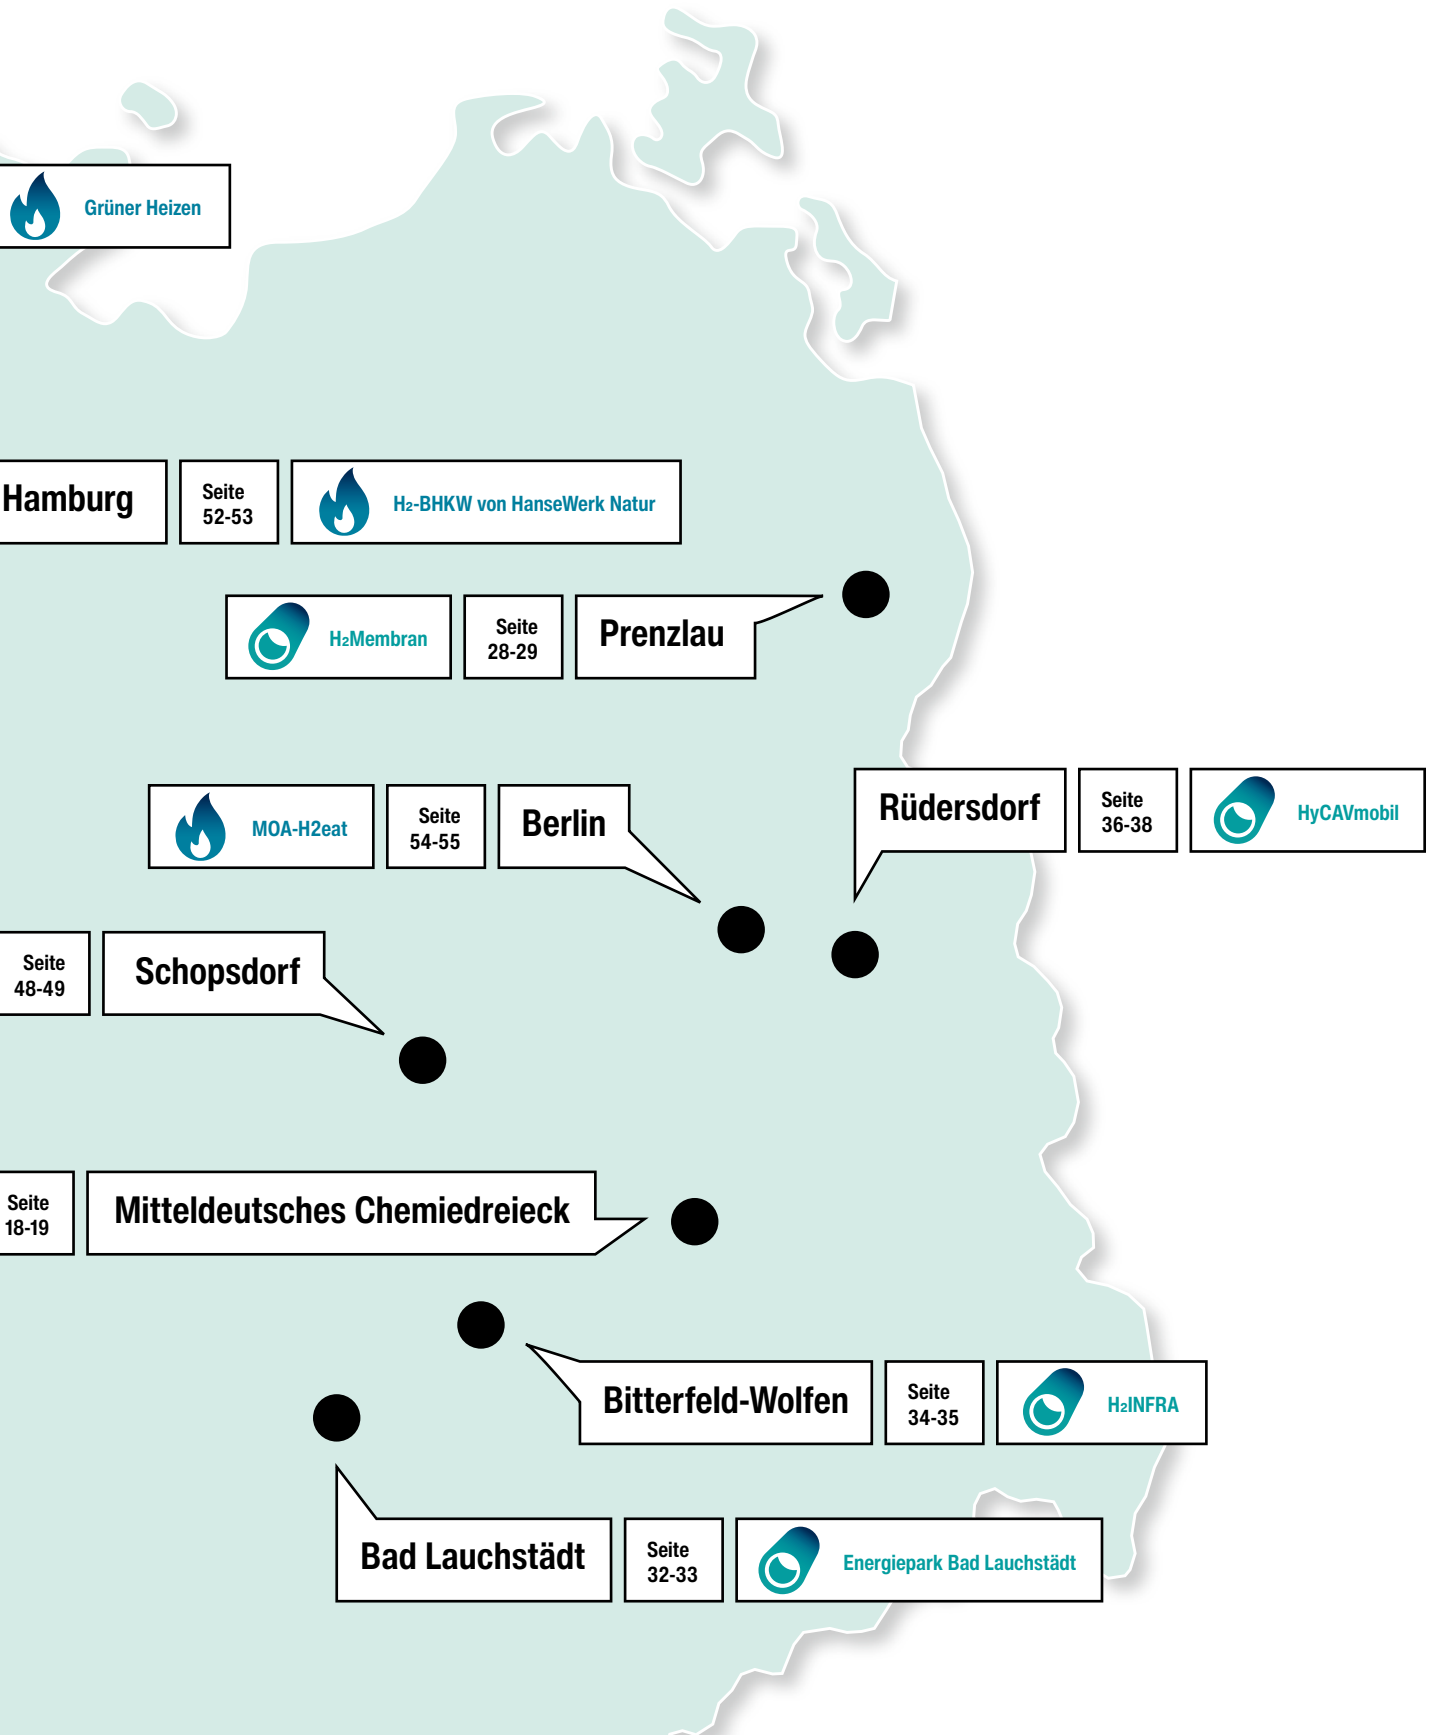 Grüner Heizen
Hamburg
Seite
52-53
H₂-BHKW von HanseWerk Natur
H₂Membran
Seite
28-29
Prenzlau
MOA-H2eat
Seite
54-55
Berlin
Rüdersdorf
Seite
36-38
HyCAVmobil
Seite
48-49
Schopsdorf
Seite
18-19
Mitteldeutsches Chemiedreieck
Bitterfeld-Wolfen
Seite
34-35
H₂INFRA
Bad Lauchstädt
Seite
32-33
Energiepark Bad Lauchstädt